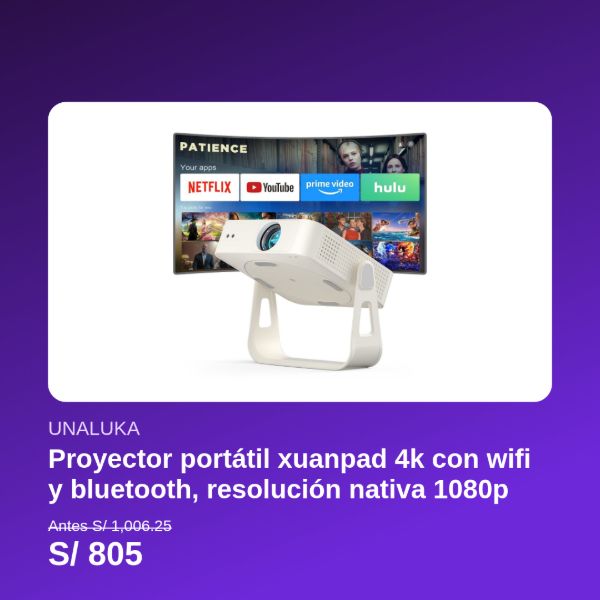 PATIENCE
Your apps
NETFLIX
YouTube
prime video
hulu
UNALUKA
Proyector portátil xuanpad 4k con wifi
y bluetooth, resolución nativa 1080p
Antes S/ 1,006.25
S/ 805